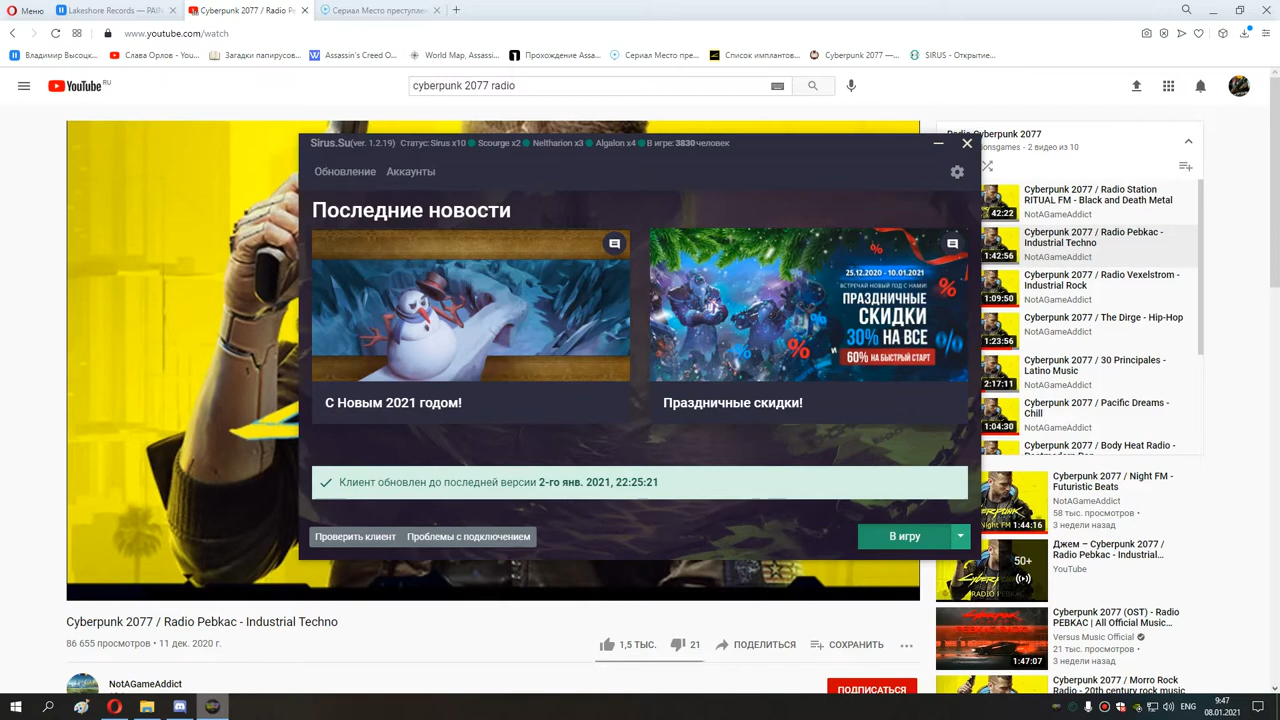 Меню
Lakeshore Records — PAIN
Cyberpunk 2077 / Radio Pe
Сериал Место преступлен
www.youtube.com/watch
Владимир Высоцк...
Слава Орлов - You...
Загадки папирусов...
Assassin's Creed O...
World Map, Assassi...
Прохождение Assa...
Сериал Место пре...
Список имплантов...
Cyberpunk 2077 —...
SIRUS - Открытие...
YouTube RU
cyberpunk 2077 radio
Sirus.Su(ver. 1.2.19) Статус: Sirus x10 Scourge x2 Neltharion x3 Algalon x4 В игре: 3830 человек
Обновление Аккаунты
Последние новости
25.12.2020 - 10.01.2021
ВСТРЕЧАЙ НОВЫЙ ГОД С НАМИ!
ПРАЗДНИЧНЫЕ
СКИДКИ
30% НА ВСЕ
И 60% НА БЫСТРЫЙ СТАРТ
С Новым 2021 годом!
Праздничные скидки!
Клиент обновлен до последней версии 2-го янв. 2021, 22:25:21
Проверить клиент Проблемы с подключением
В игру
Cyberpunk 2077 / Radio Pebkac - Industrial Techno
86 655 просмотров • 11 дек. 2020 г.
1,5 ТЫС. 21 ПОДЕЛИТЬСЯ СОХРАНИТЬ
NotAGameAddict
ПОДПИСАТЬСЯ
Radio Cyberpunk 2077
onsgames - 2 видео из 10
Cyberpunk 2077 / Radio Station
RITUAL FM - Black and Death Metal
NotAGameAddict
42:22
Cyberpunk 2077 / Radio Pebkac -
Industrial Techno
NotAGameAddict
1:42:56
Cyberpunk 2077 / Radio Vexelstrom -
Industrial Rock
NotAGameAddict
1:09:50
Cyberpunk 2077 / The Dirge - Hip-Hop
NotAGameAddict
1:23:56
Cyberpunk 2077 / 30 Principales -
Latino Music
NotAGameAddict
2:17:11
Cyberpunk 2077 / Pacific Dreams -
Chill
NotAGameAddict
1:04:30
Cyberpunk 2077 / Body Heat Radio -
Cyberpunk 2077 / Night FM -
Futuristic Beats
NotAGameAddict
58 тыс. просмотров •
3 недели назад
Night FM 1:44:16
Джем – Cyberpunk 2077 /
Radio Pebkac - Industrial...
YouTube
50+
RADIO PEBKAC
Cyberpunk 2077 (OST) - Radio
PEBKAC | All Official Music...
Versus Music Official
21 тыс. просмотров •
3 недели назад
1:47:07
Cyberpunk 2077 / Morro Rock
Radio - 20th century rock music
ENG
9:47
08.01.2021